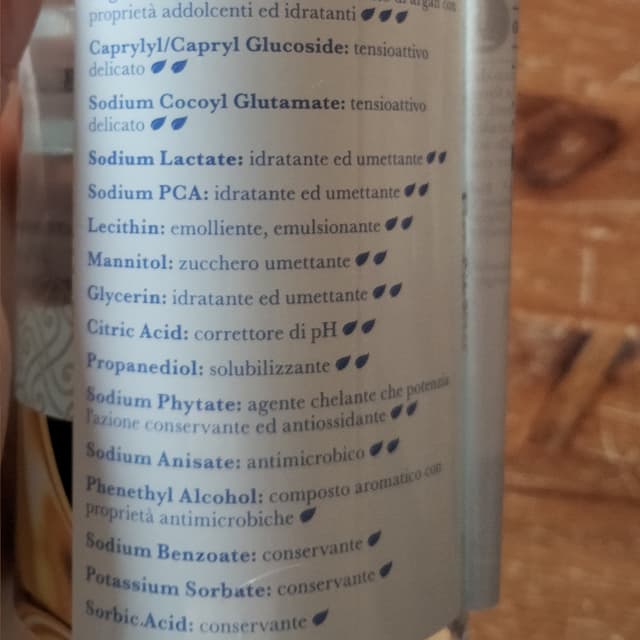 di argan con
proprietà addolcenti ed idratanti
Caprylyl/Capryl Glucoside: tensioattivo
delicato
Sodium Cocoyl Glutamate: tensioattivo
delicato
Sodium Lactate: idratante ed umettante
Sodium PCA: idratante ed umettante
Lecithin: emolliente, emulsionante
Mannitol: zucchero umettante
Glycerin: idratante ed umettante
Citric Acid: correttore di pH
Propanediol: solubilizzante
Sodium Phytate: agente chelante che potenzia
l'azione conservante ed antiossidante
Sodium Anisate: antimicrobico
Phenethyl Alcohol: composto aromatico con
proprietà antimicrobiche
Sodium Benzoate: conservante
Potassium Sorbate: conservante
Sorbic Acid: conservante